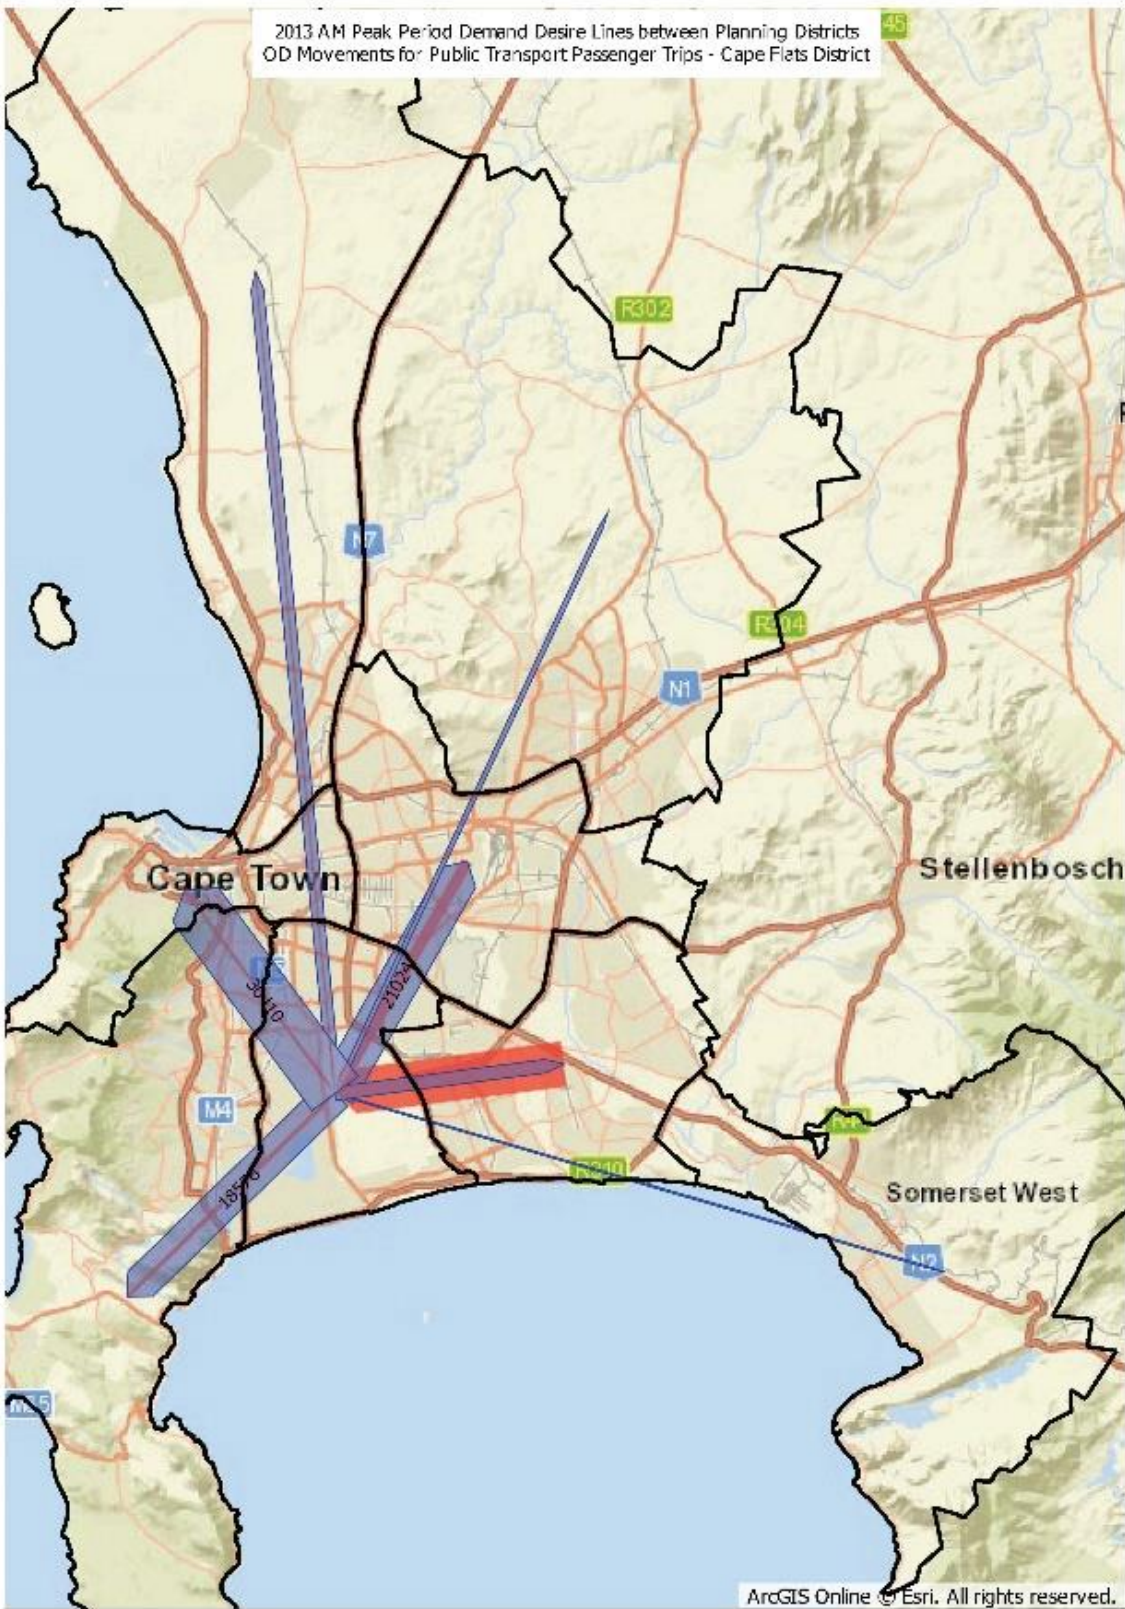 2013 AM Peak Period Demand Desire Lines between Planning Districts
OD Movements for Public Transport Passenger Trips - Cape Flats District
45
R302
N7
R304
N1
Cape Town
Stellenbosch
21024
M4
R310
Somerset West
N2
ArcGIS Online © Esri. All rights reserved.